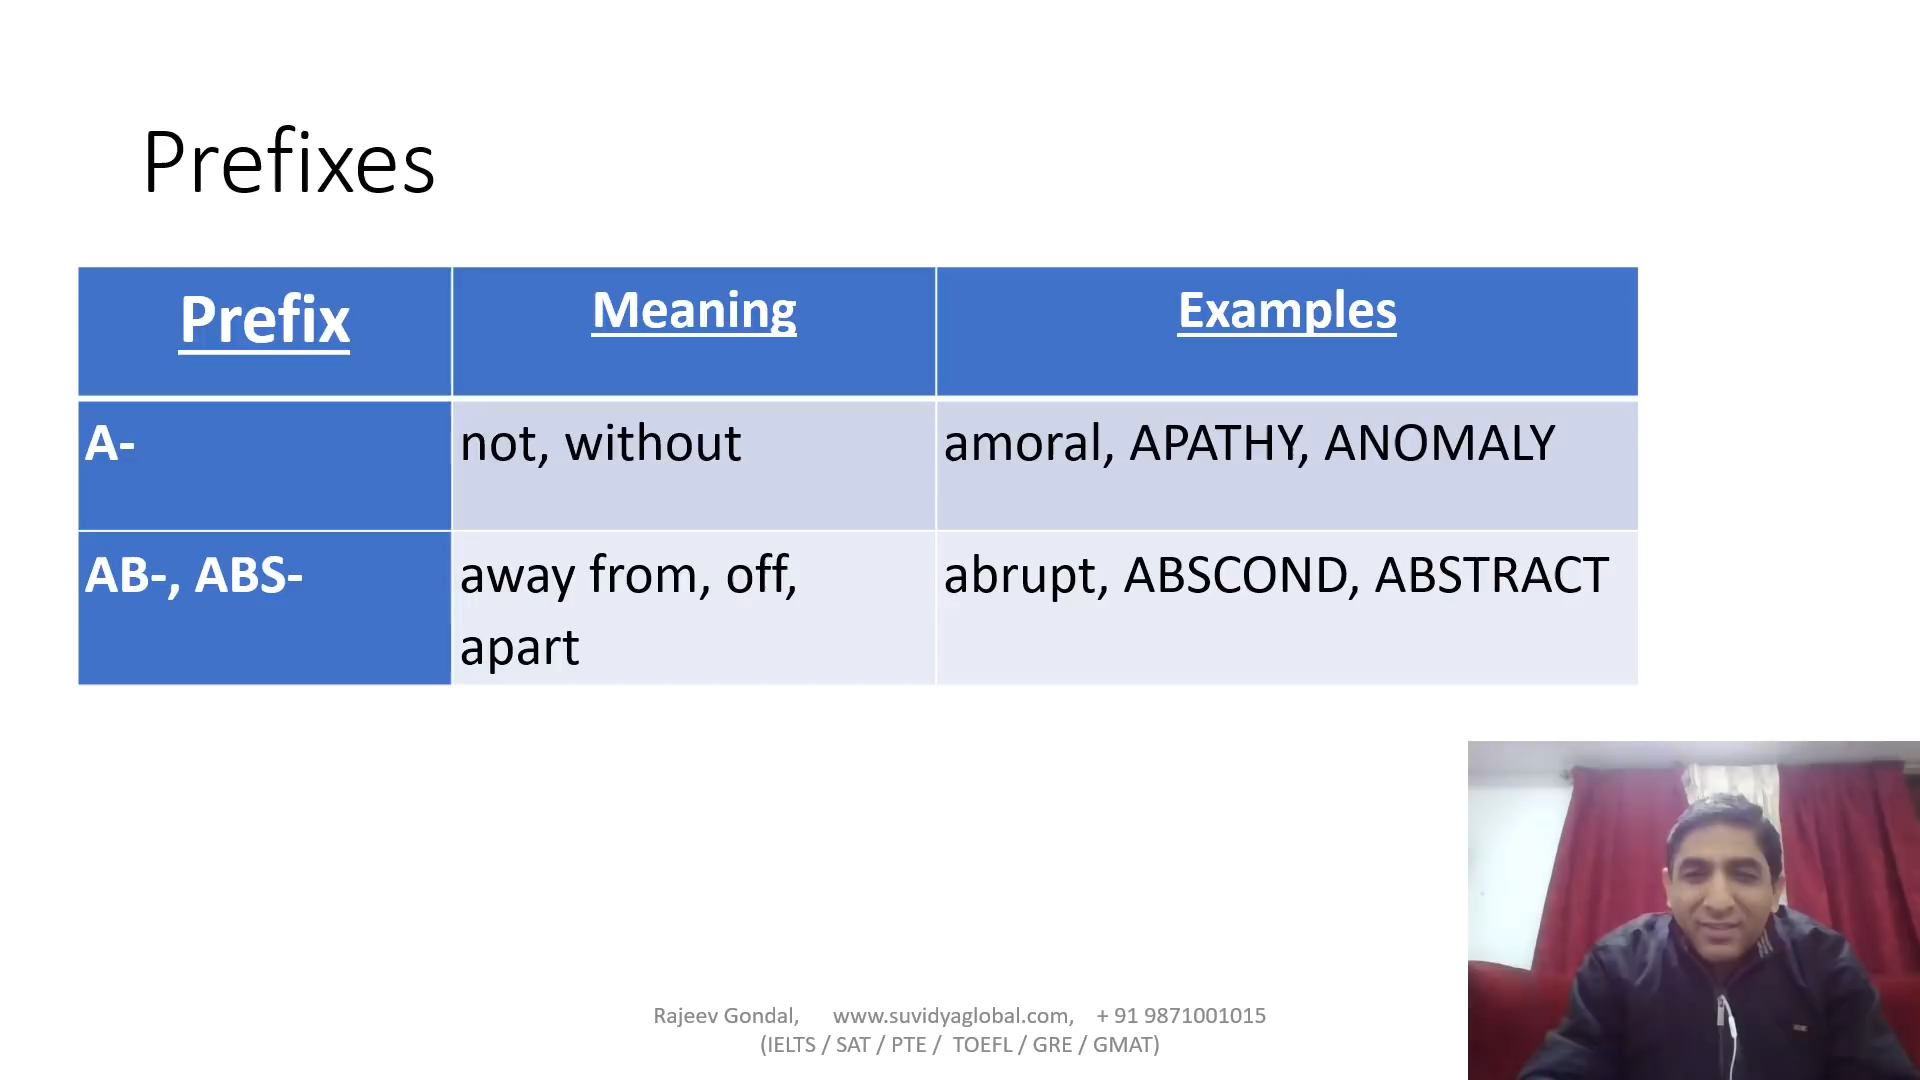 Prefixes
Prefix Meaning Examples
A- not, without amoral, APATHY, ANOMALY
AB-, ABS- away from, off, abrupt, ABSCOND, ABSTRACT
apart
Rajeev Gondal, www.suvidyaglobal.com, + 91 9871001015
(IELTS / SAT / PTE / TOEFL / GRE / GMAT)